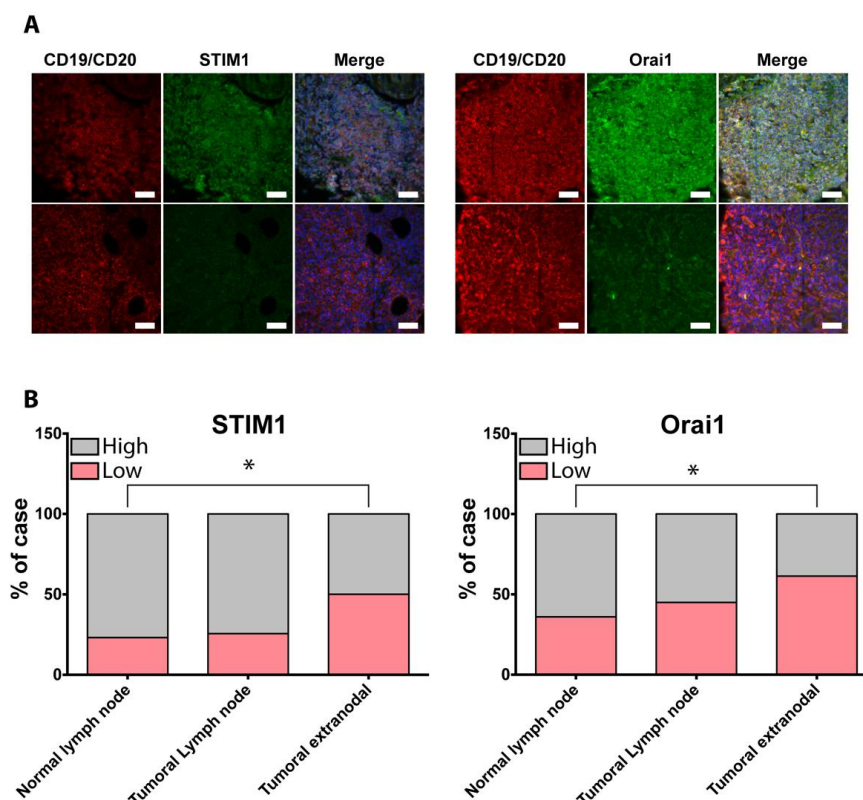 A
CD19/CD20 STIM1 Merge
CD19/CD20 Orai1 Merge
B
STIM1
150
100
50
0
% of case
High
Low
*
Normal lymph node
Tumoral Lymph node
Tumoral extranodal
Orai1
150
100
50
0
% of case
High
Low
*
Normal lymph node
Tumoral Lymph node
Tumoral extranodal